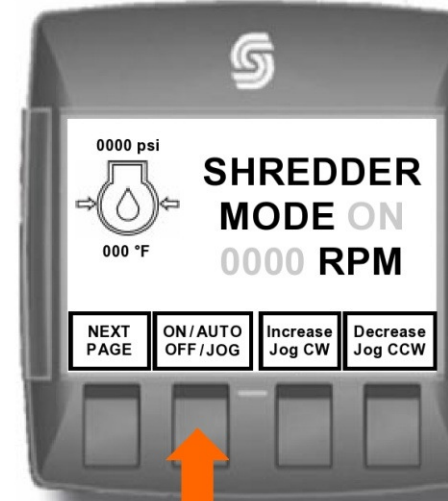 0000 psi
000 °F
SHREDDER
MODE ON
0000 RPM
NEXT
PAGE
ON/AUTO
OFF/JOG
Increase
Jog CW
Decrease
Jog CCW